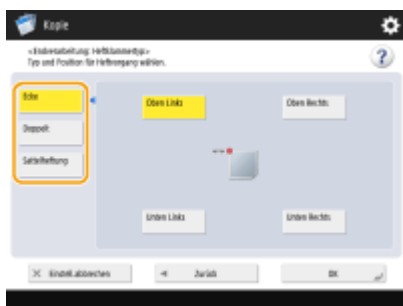 Kopie
<Endverarbeitung: Heftklammertyp>
Typ und Position für Heftvorgang wählen.
Ecke
Oben Links
Oben Rechts
Doppelt
Sattelheftung
Unten Links
Unten Rechts
Einstell. abbrechen
Zurück
OK